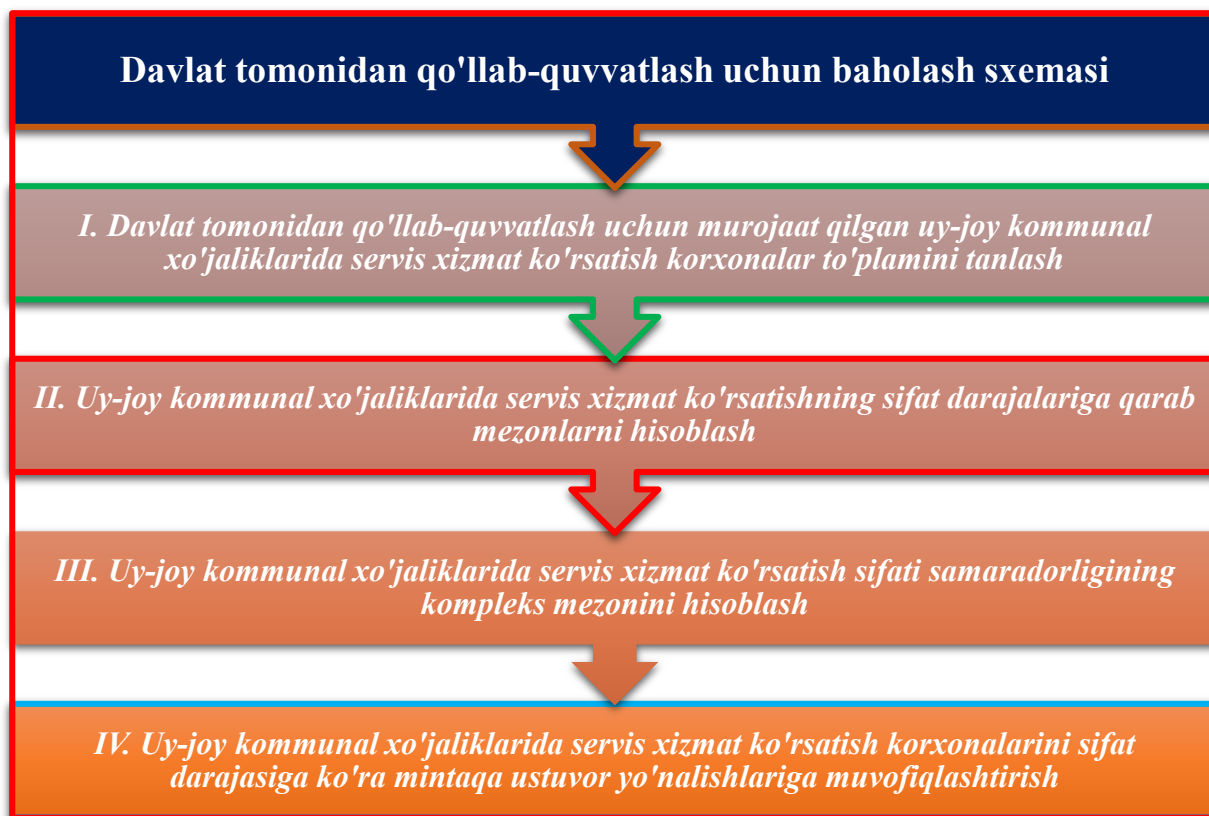 Davlat tomonidan qo'llab-quvvatlash uchun baholash sxemasi
I. Davlat tomonidan qo'llab-quvvatlash uchun murojaat qilgan uy-joy kommunal
xo'jaliklarida servis xizmat ko'rsatish korxonalar to'plamini tanlash
II. Uy-joy kommunal xo'jaliklarida servis xizmat ko'rsatishning sifat darajalariga qarab
mezonlarni hisoblash
III. Uy-joy kommunal xo'jaliklarida servis xizmat ko'rsatish sifati samaradorligining
kompleks mezonini hisoblash
IV. Uy-joy kommunal xo'jaliklarida servis xizmat ko'rsatish korxonalarini sifat
darajasiga ko'ra mintaqa ustuvor yo'nalishlariga muvofiqlashtirish